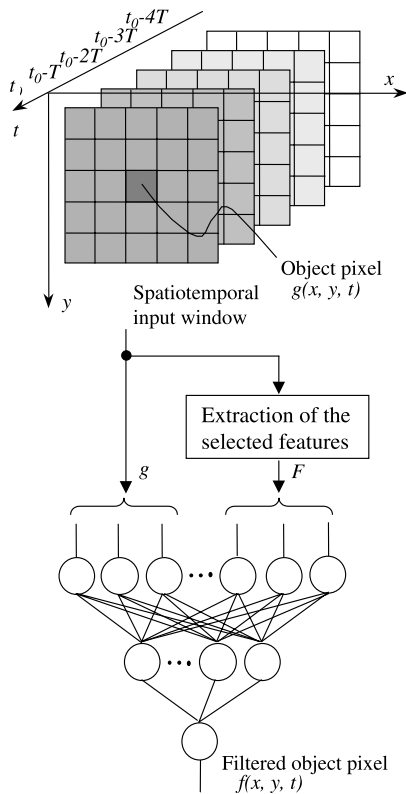 t₀-4T
t₀-3T
t₀-2T
t₀-T
x
t
y
Object pixel
g(x, y, t)
Spatiotemporal
input window
Extraction of the
selected features
g
F
Filtered object pixel
f(x, y, t)